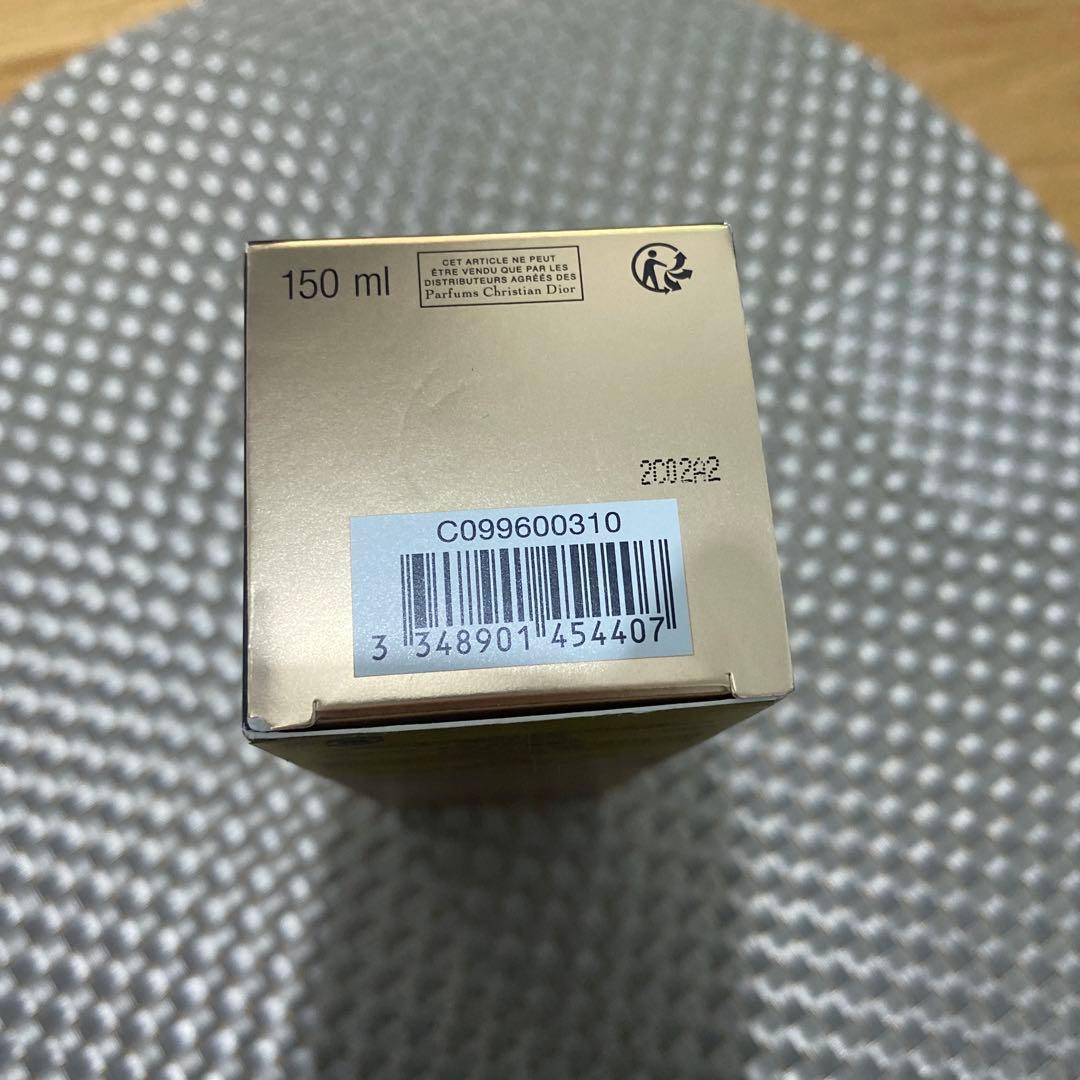 150 ml
CET ARTICLE NE PEUT
ÊTRE VENDU QUE PAR LES
DISTRIBUTEURS AGRÉÉS DES
Parfums Christian Dior
2C02A2
C099600310
3 348901 454407